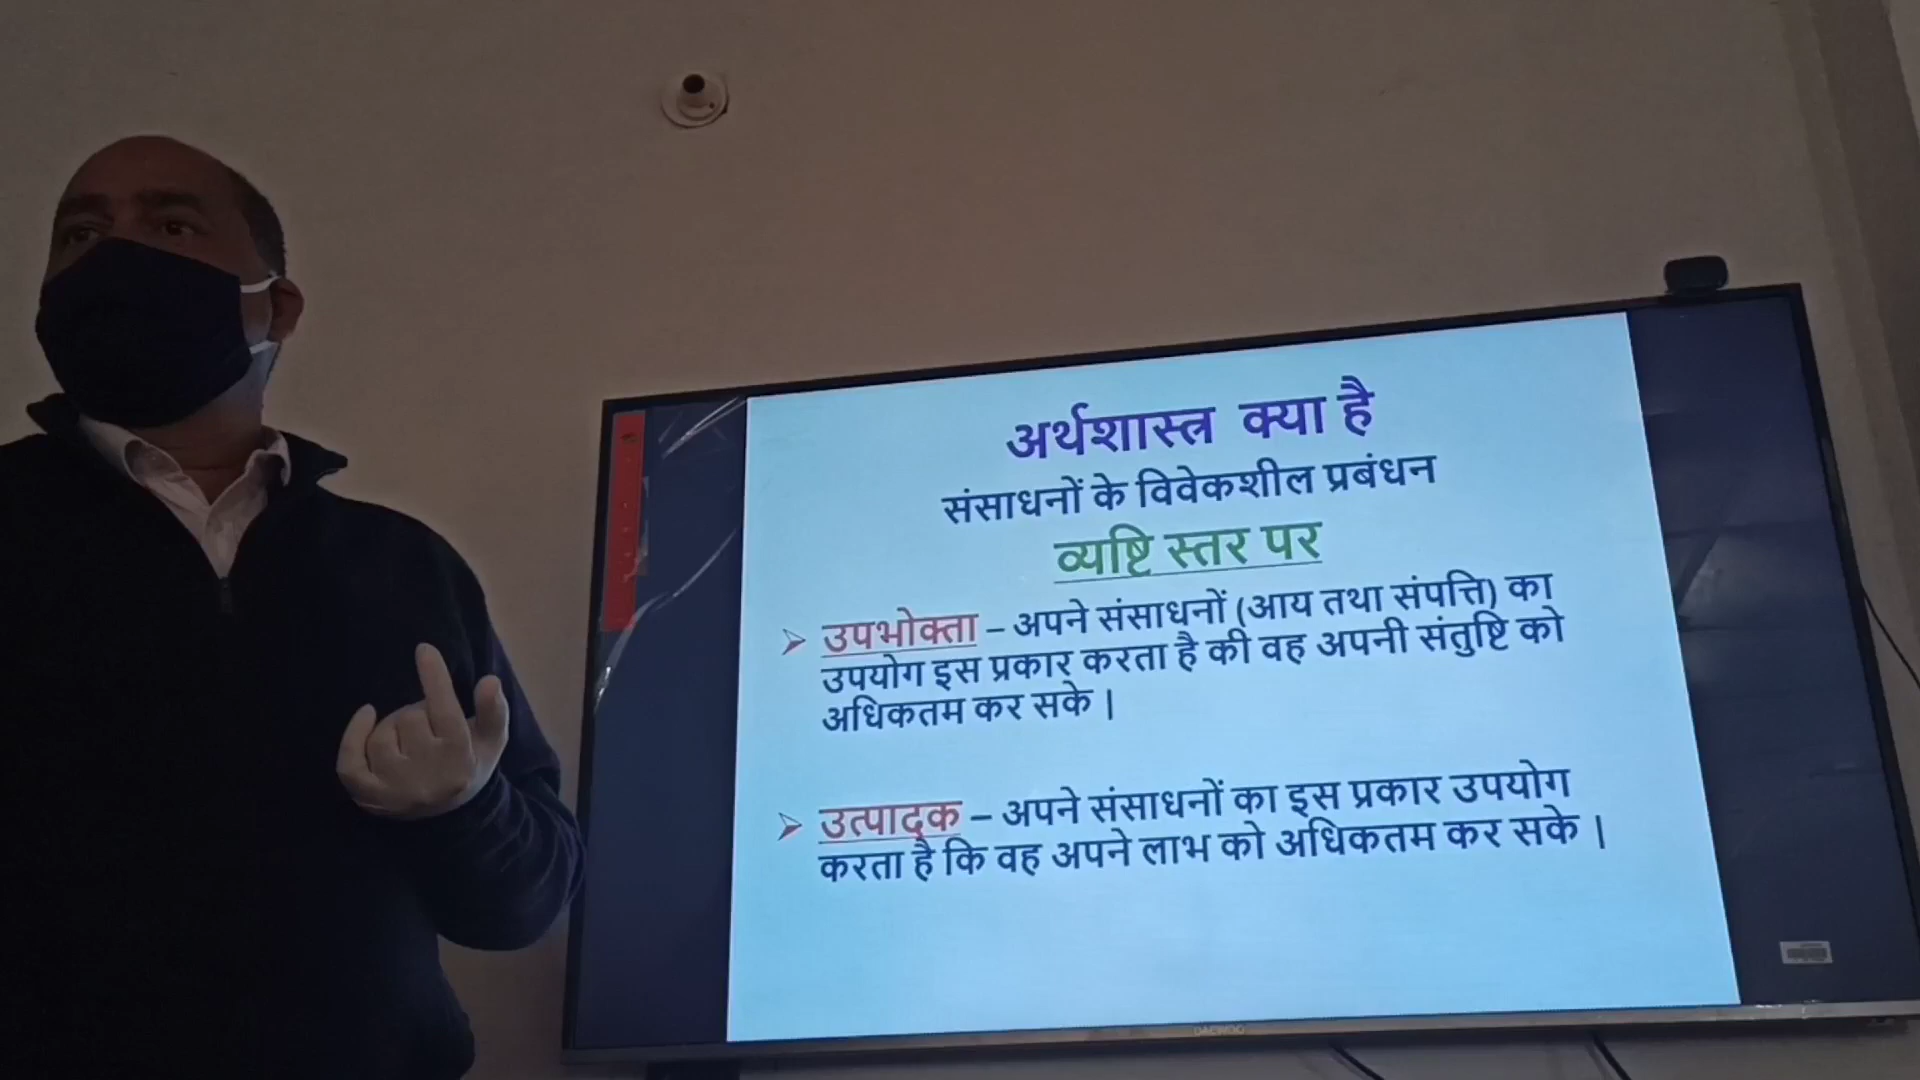 अर्थशास्त्र क्या है
संसाधनों के विवेकशील प्रबंधन
व्यष्टि स्तर पर
➢ उपभोक्ता – अपने संसाधनों (आय तथा संपत्ति) का
उपयोग इस प्रकार करता है की वह अपनी संतुष्टि को
अधिकतम कर सके |
➢ उत्पादक – अपने संसाधनों का इस प्रकार उपयोग
करता है कि वह अपने लाभ को अधिकतम कर सके |
DAEWOO